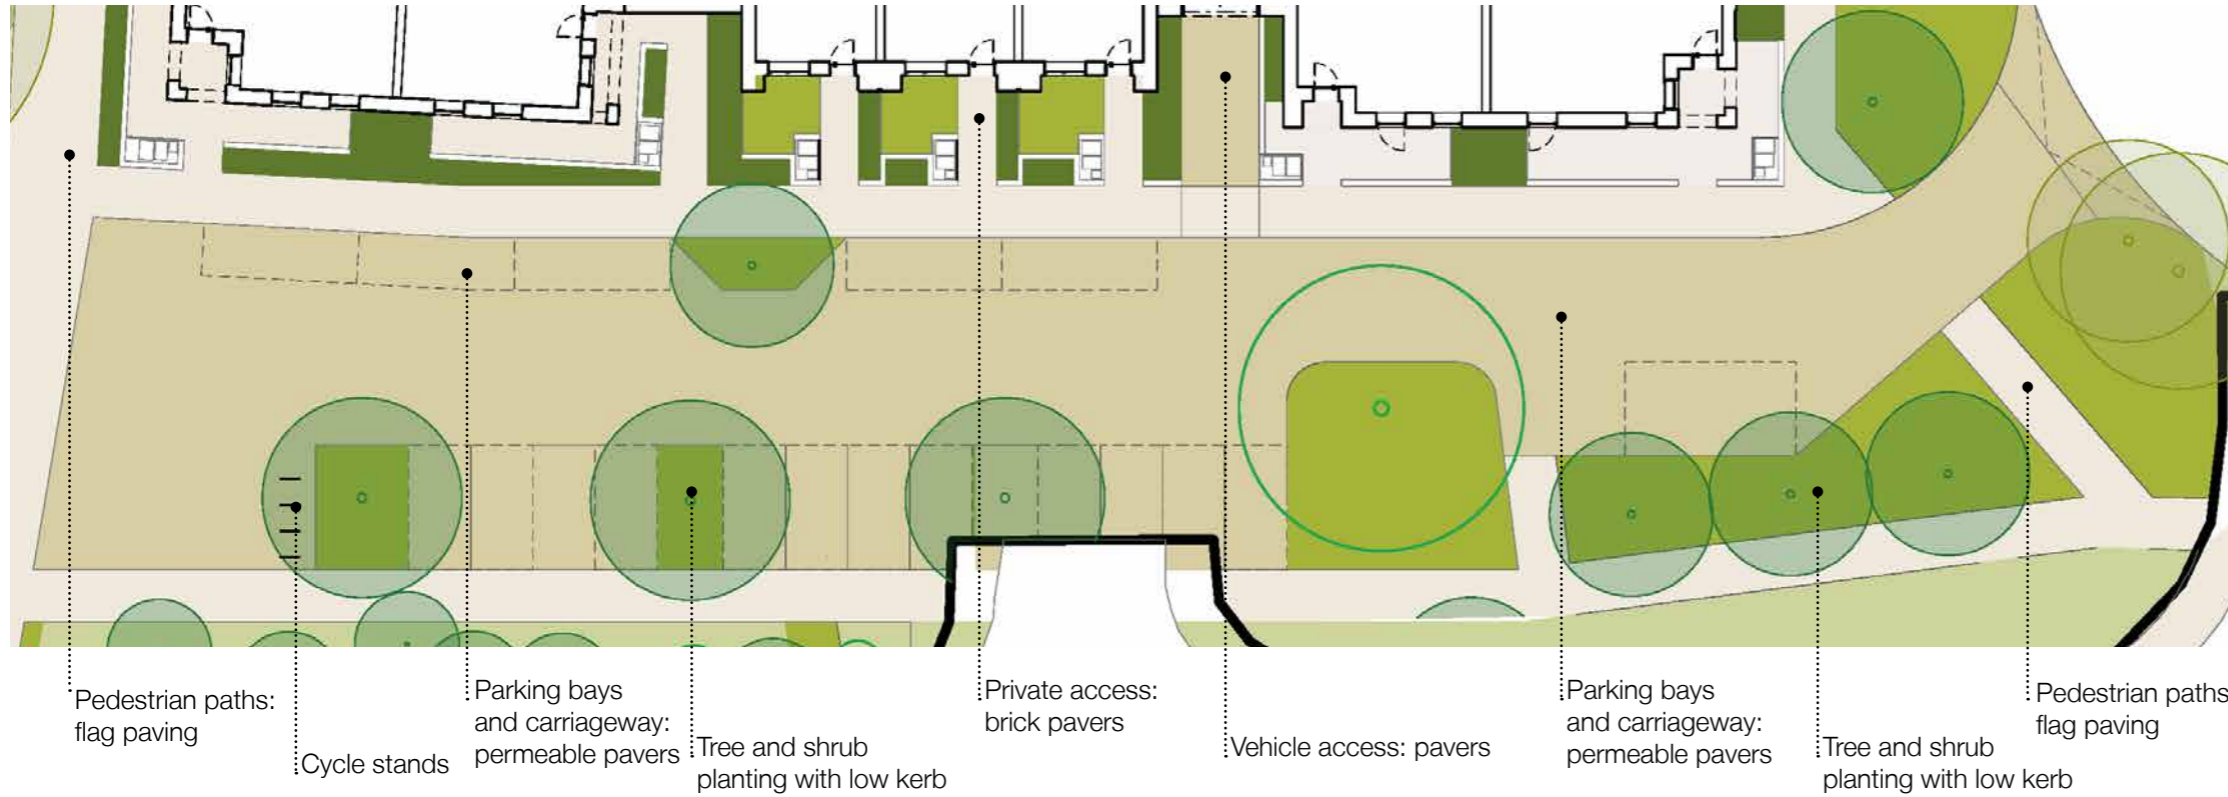 Pedestrian paths:
flag paving
Cycle stands
Parking bays
and carriageway:
permeable pavers
Tree and shrub
planting with low kerb
Private access:
brick pavers
Vehicle access: pavers
Parking bays
and carriageway:
permeable pavers
Tree and shrub
planting with low kerb
Pedestrian paths
flag paving